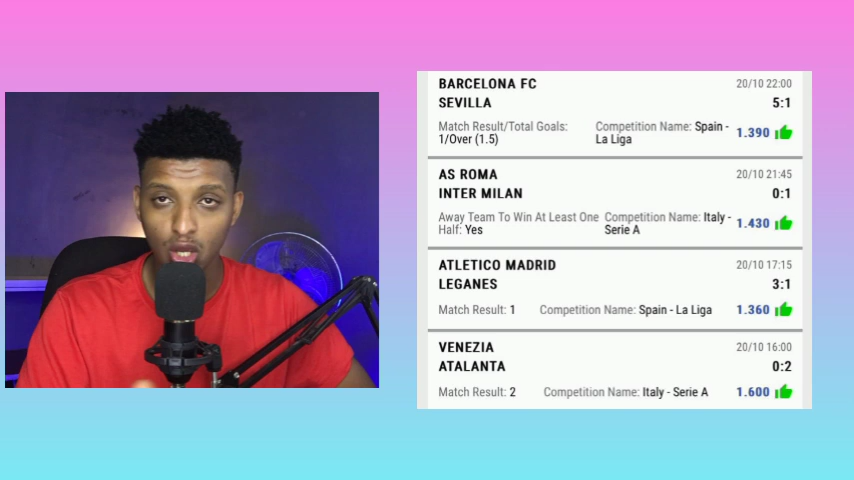 BARCELONA FC 20/10 22:00
SEVILLA 5:1
Match Result/Total Goals: Competition Name: Spain - 1.390
1/Over (1.5) La Liga
AS ROMA 20/10 21:45
INTER MILAN 0:1
Away Team To Win At Least One Competition Name: Italy - 1.430
Half: Yes Serie A
ATLETICO MADRID 20/10 17:15
LEGANES 3:1
Match Result: 1 Competition Name: Spain - La Liga 1.360
VENEZIA 20/10 16:00
ATALANTA 0:2
Match Result: 2 Competition Name: Italy - Serie A 1.600